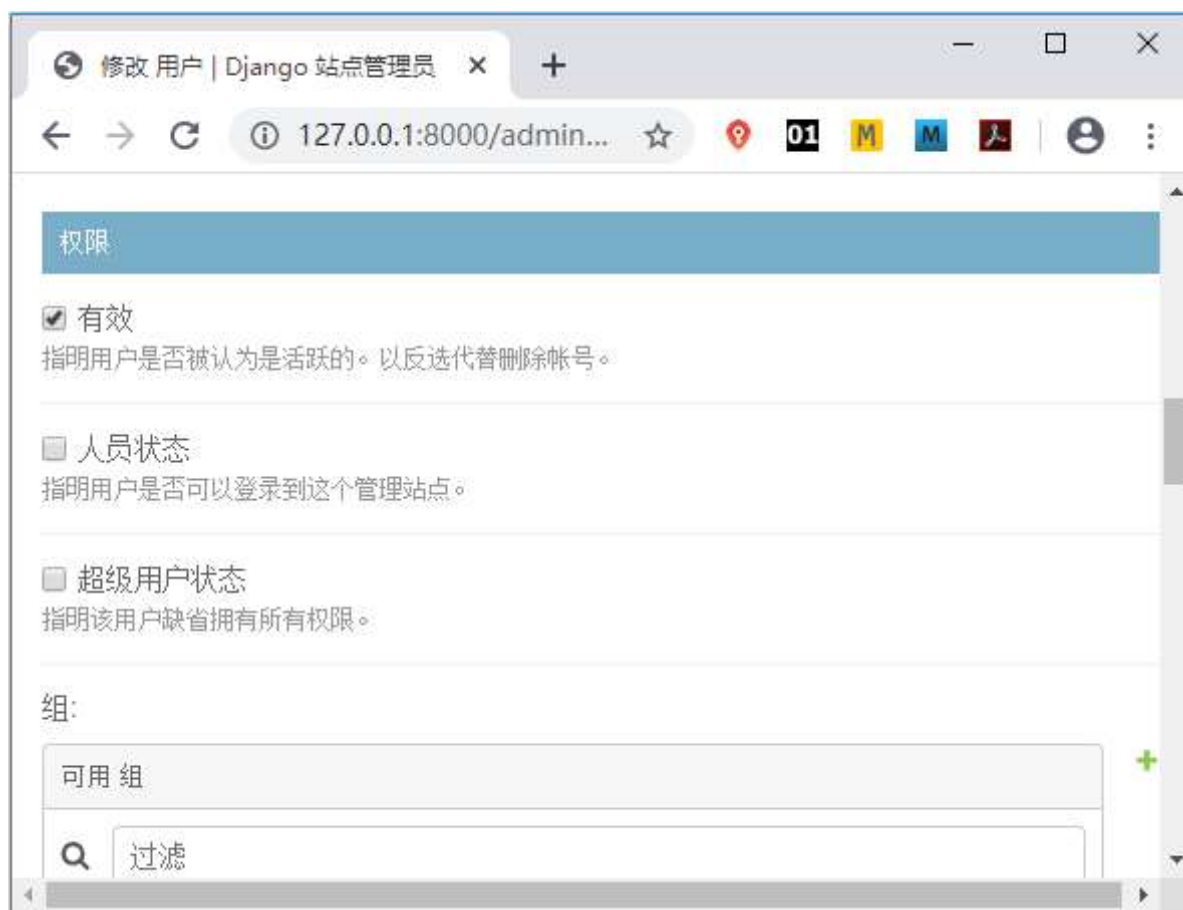 修改 用户 | Django 站点管理员
127.0.0.1:8000/admin...
01 M M
权限
有效
指明用户是否被认为是活跃的。以反选代替删除帐号。
人员状态
指明用户是否可以登录到这个管理站点。
超级用户状态
指明该用户缺省拥有所有权限。
组:
可用 组
过滤